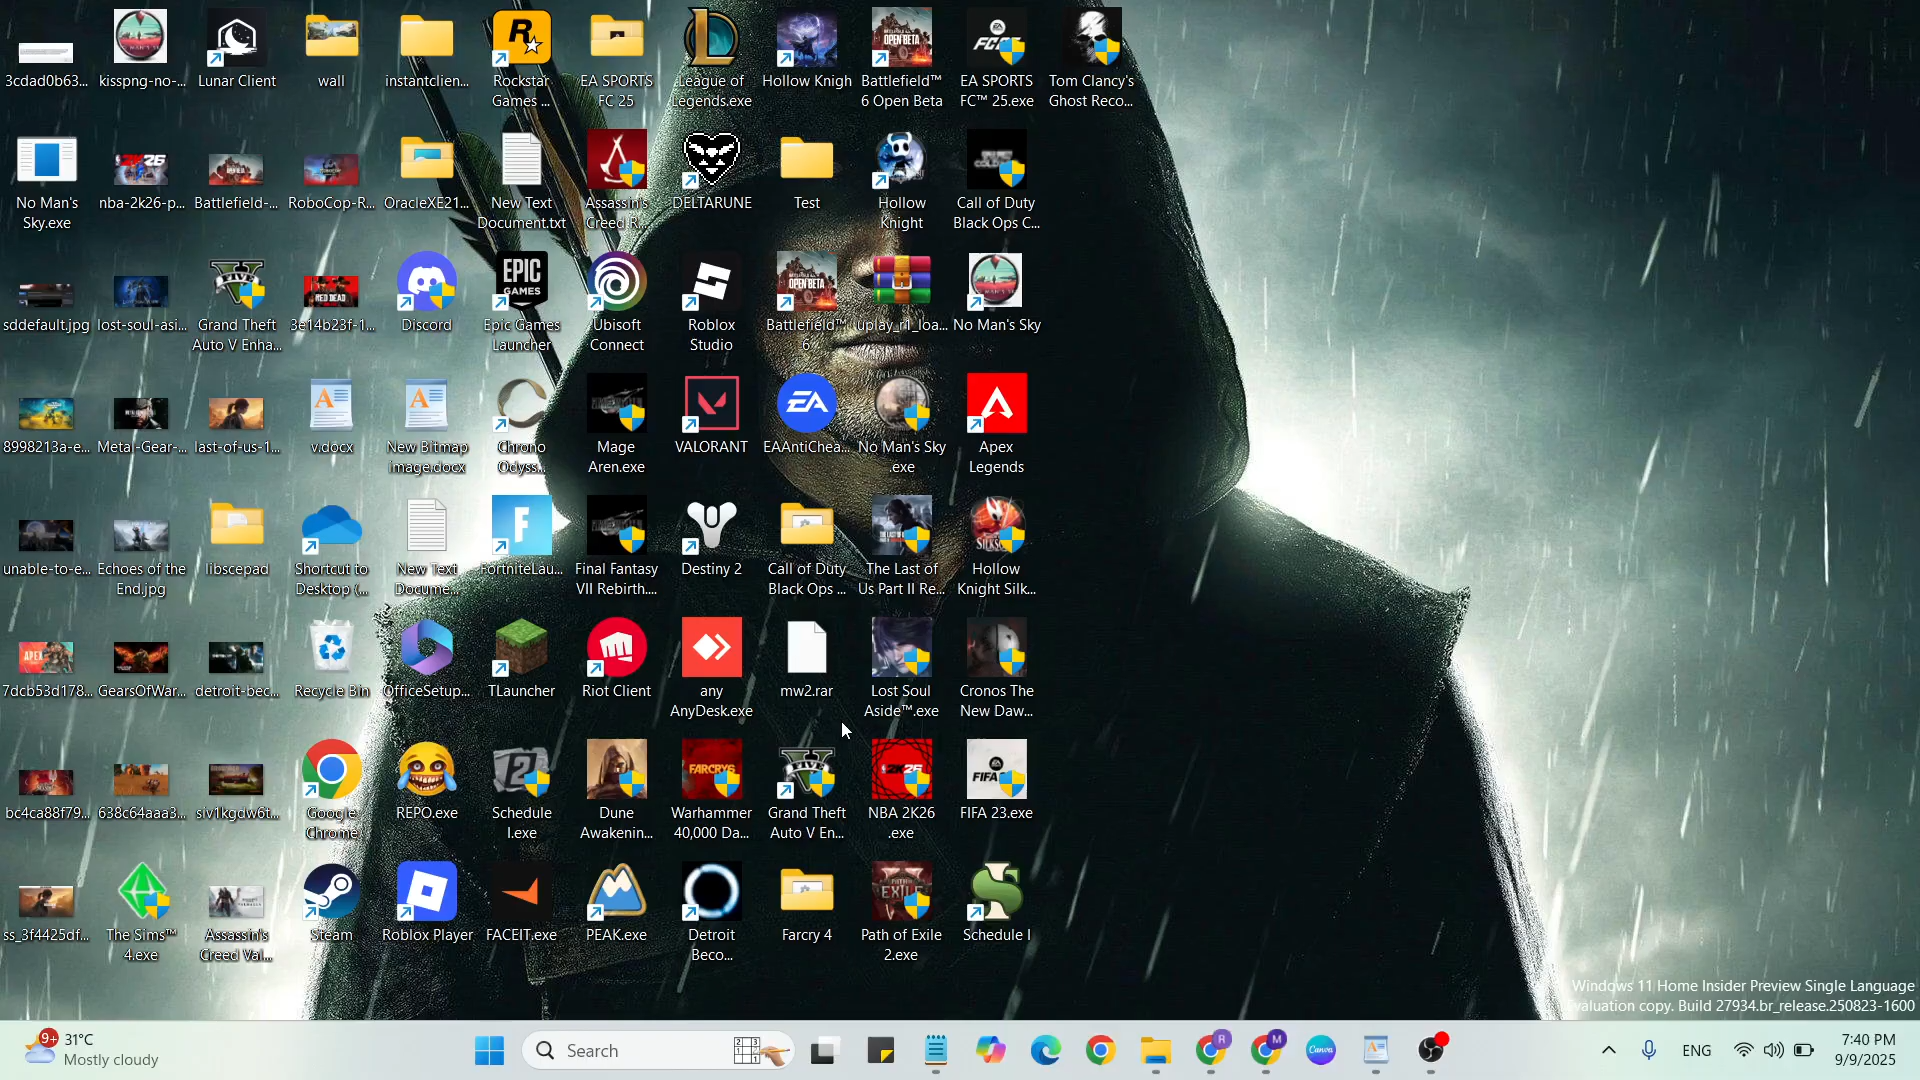 3cdad0b63...
kisspng-no-...
Lunar Client
wall
instantclien...
Rockstar
Games ...
EA SPORTS
FC 25
League of
Legends.exe
Hollow Knigh
Battlefield™
6 Open Beta
EA SPORTS
FC™ 25.exe
Tom Clancy's
Ghost Reco...
No Man's
Sky.exe
nba-2k26-p...
Battlefield-...
RoboCop-R...
OracleXE21...
New Text
Document.txt
Assassin's
Creed R...
DELTARUNE
Test
Hollow
Knight
Call of Duty
Black Ops C...
sddefault.jpg
lost-soul-asi...
Grand Theft
Auto V Enha...
3e14b23f-1...
Discord
Epic Games
Launcher
Ubisoft
Connect
Roblox
Studio
Battlefield™
6
uplay_r1_loa...
No Man's Sky
8998213a-e...
Metal-Gear-...
last-of-us-1...
v.docx
New Bitmap
image.docx
Chrono
Odyss...
Mage
Aren.exe
VALORANT
EAAntiChea...
No Man's Sky
.exe
Apex
Legends
unable-to-e...
Echoes of the
End.jpg
libscepad
Shortcut to
Desktop (...
New Text
Docume...
FortniteLau...
Final Fantasy
VII Rebirth....
Destiny 2
Call of Duty
Black Ops ...
The Last of
Us Part II Re...
Hollow
Knight Silk...
7dcb53d178...
GearsOfWar...
detroit-bec...
Recycle Bin
OfficeSetup...
TLauncher
Riot Client
any
AnyDesk.exe
mw2.rar
Lost Soul
Aside™.exe
Cronos The
New Daw...
bc4ca88f79...
638c64aaa3...
siv1kgdw6t...
Google
Chrome
REPO.exe
Schedule
I.exe
Dune
Awakenin...
Warhammer
40,000 Da...
Grand Theft
Auto V En...
NBA 2K26
.exe
FIFA 23.exe
ss_3f4425df...
The Sims™
4.exe
Assassin's
Creed Val...
Steam
Roblox Player
FACEIT.exe
PEAK.exe
Detroit
Beco...
Farcry 4
Path of Exile
2.exe
Schedule I
Windows 11 Home Insider Preview Single Language
Evaluation copy. Build 27934.br_release.250823-1600
9+
31°C
Mostly cloudy
Search
ENG
7:40 PM
9/9/2025